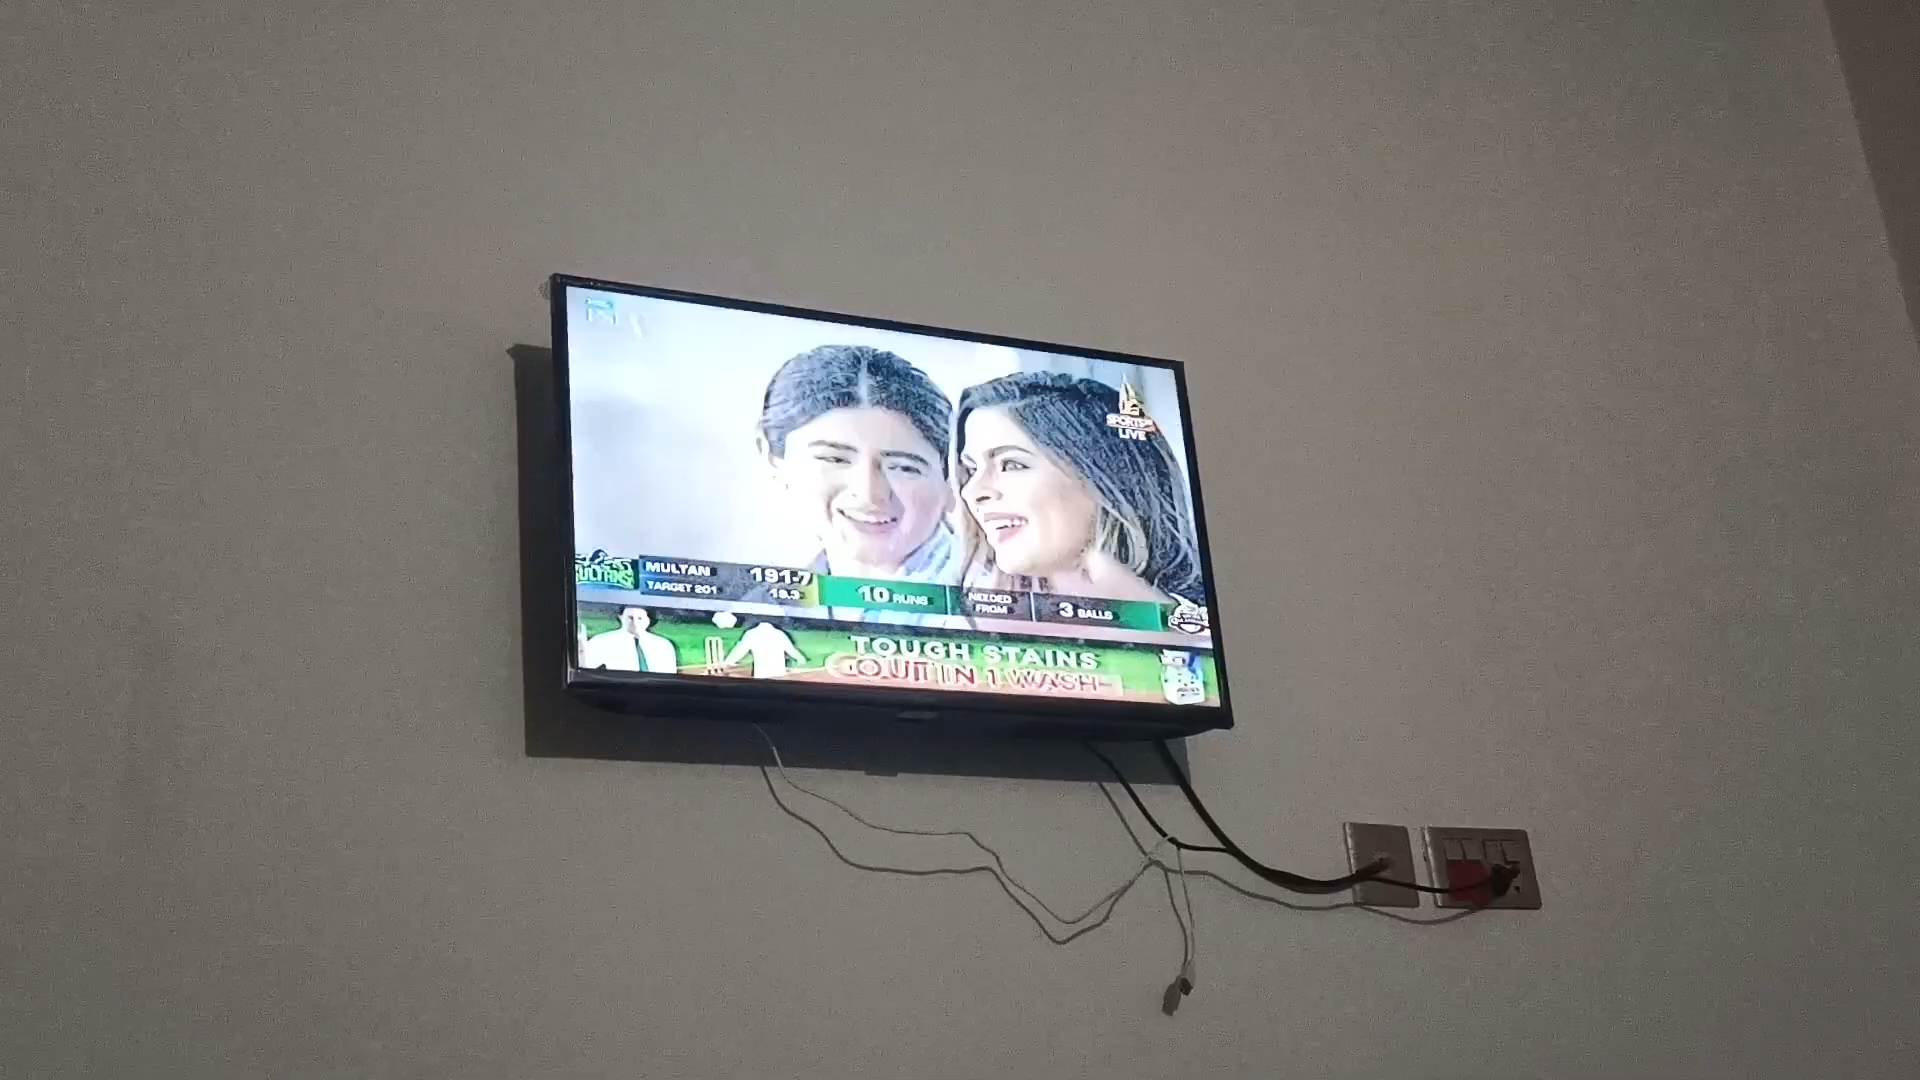 SPORTS
LIVE
SULTANS
MULTAN 191-7
TARGET 201 19.3
10 RUNS
NEEDED
FROM
3 BALLS
TOUGH STAINS
OUT IN 1 WASH